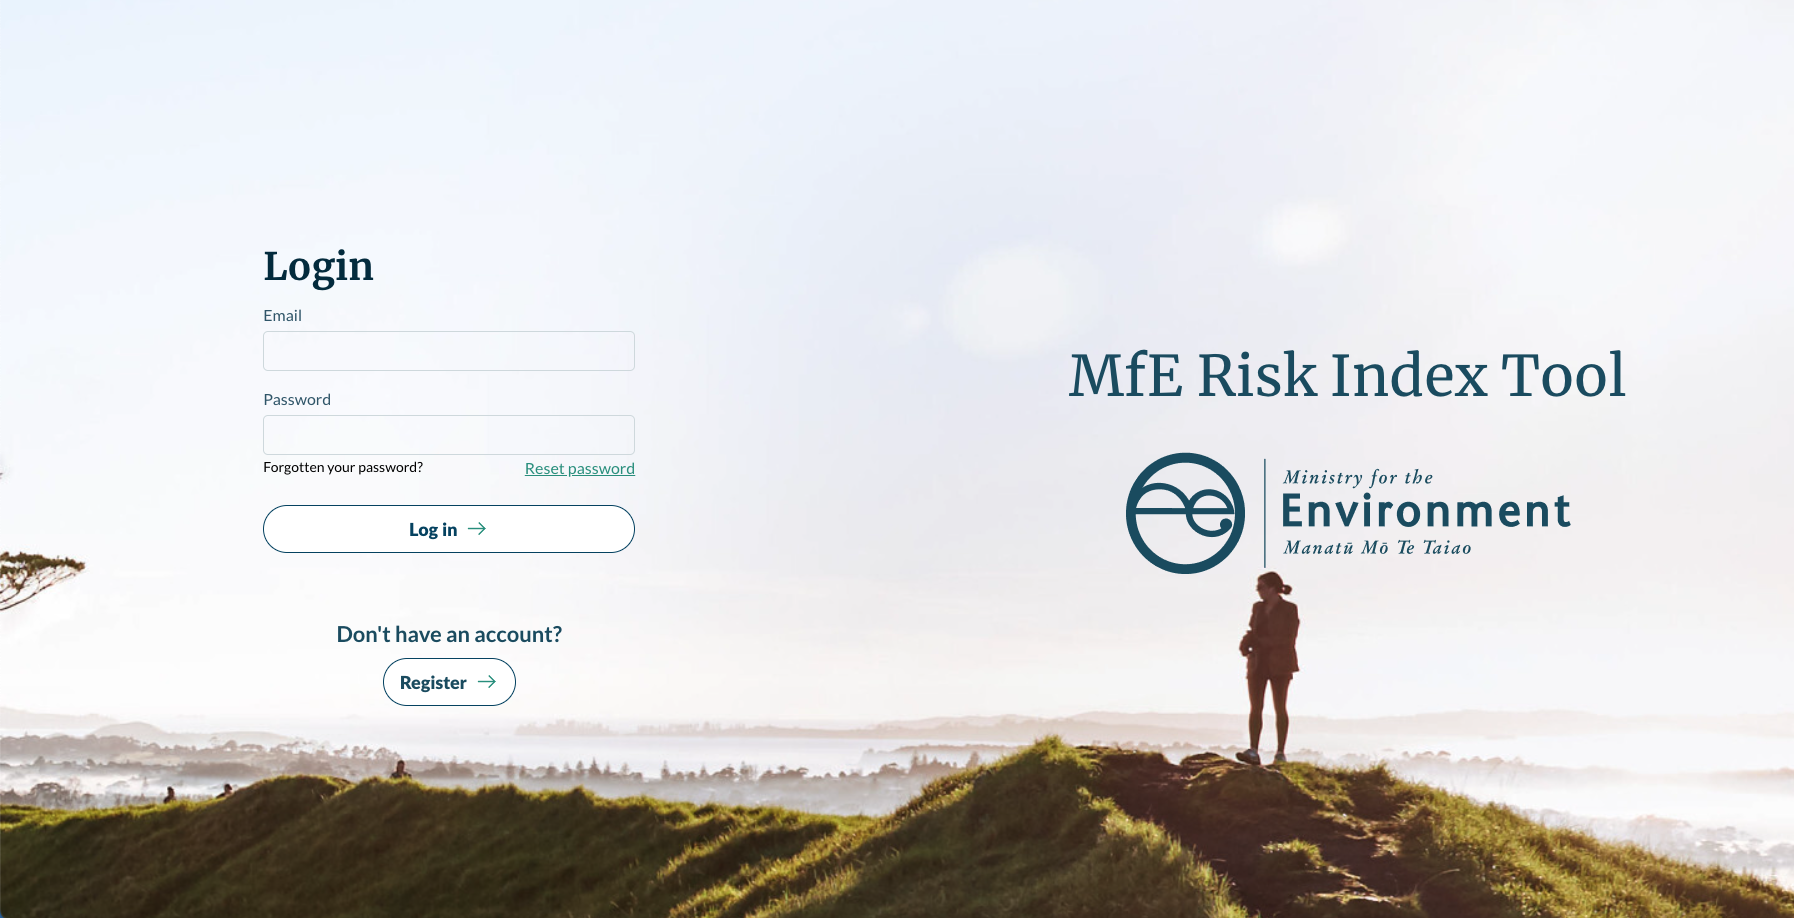 Login
Email
Password
Forgotten your password?
Reset password
Log in
Don't have an account?
Register
MfE Risk Index Tool
Ministry for the
Environment
Manatū Mō Te Taiao